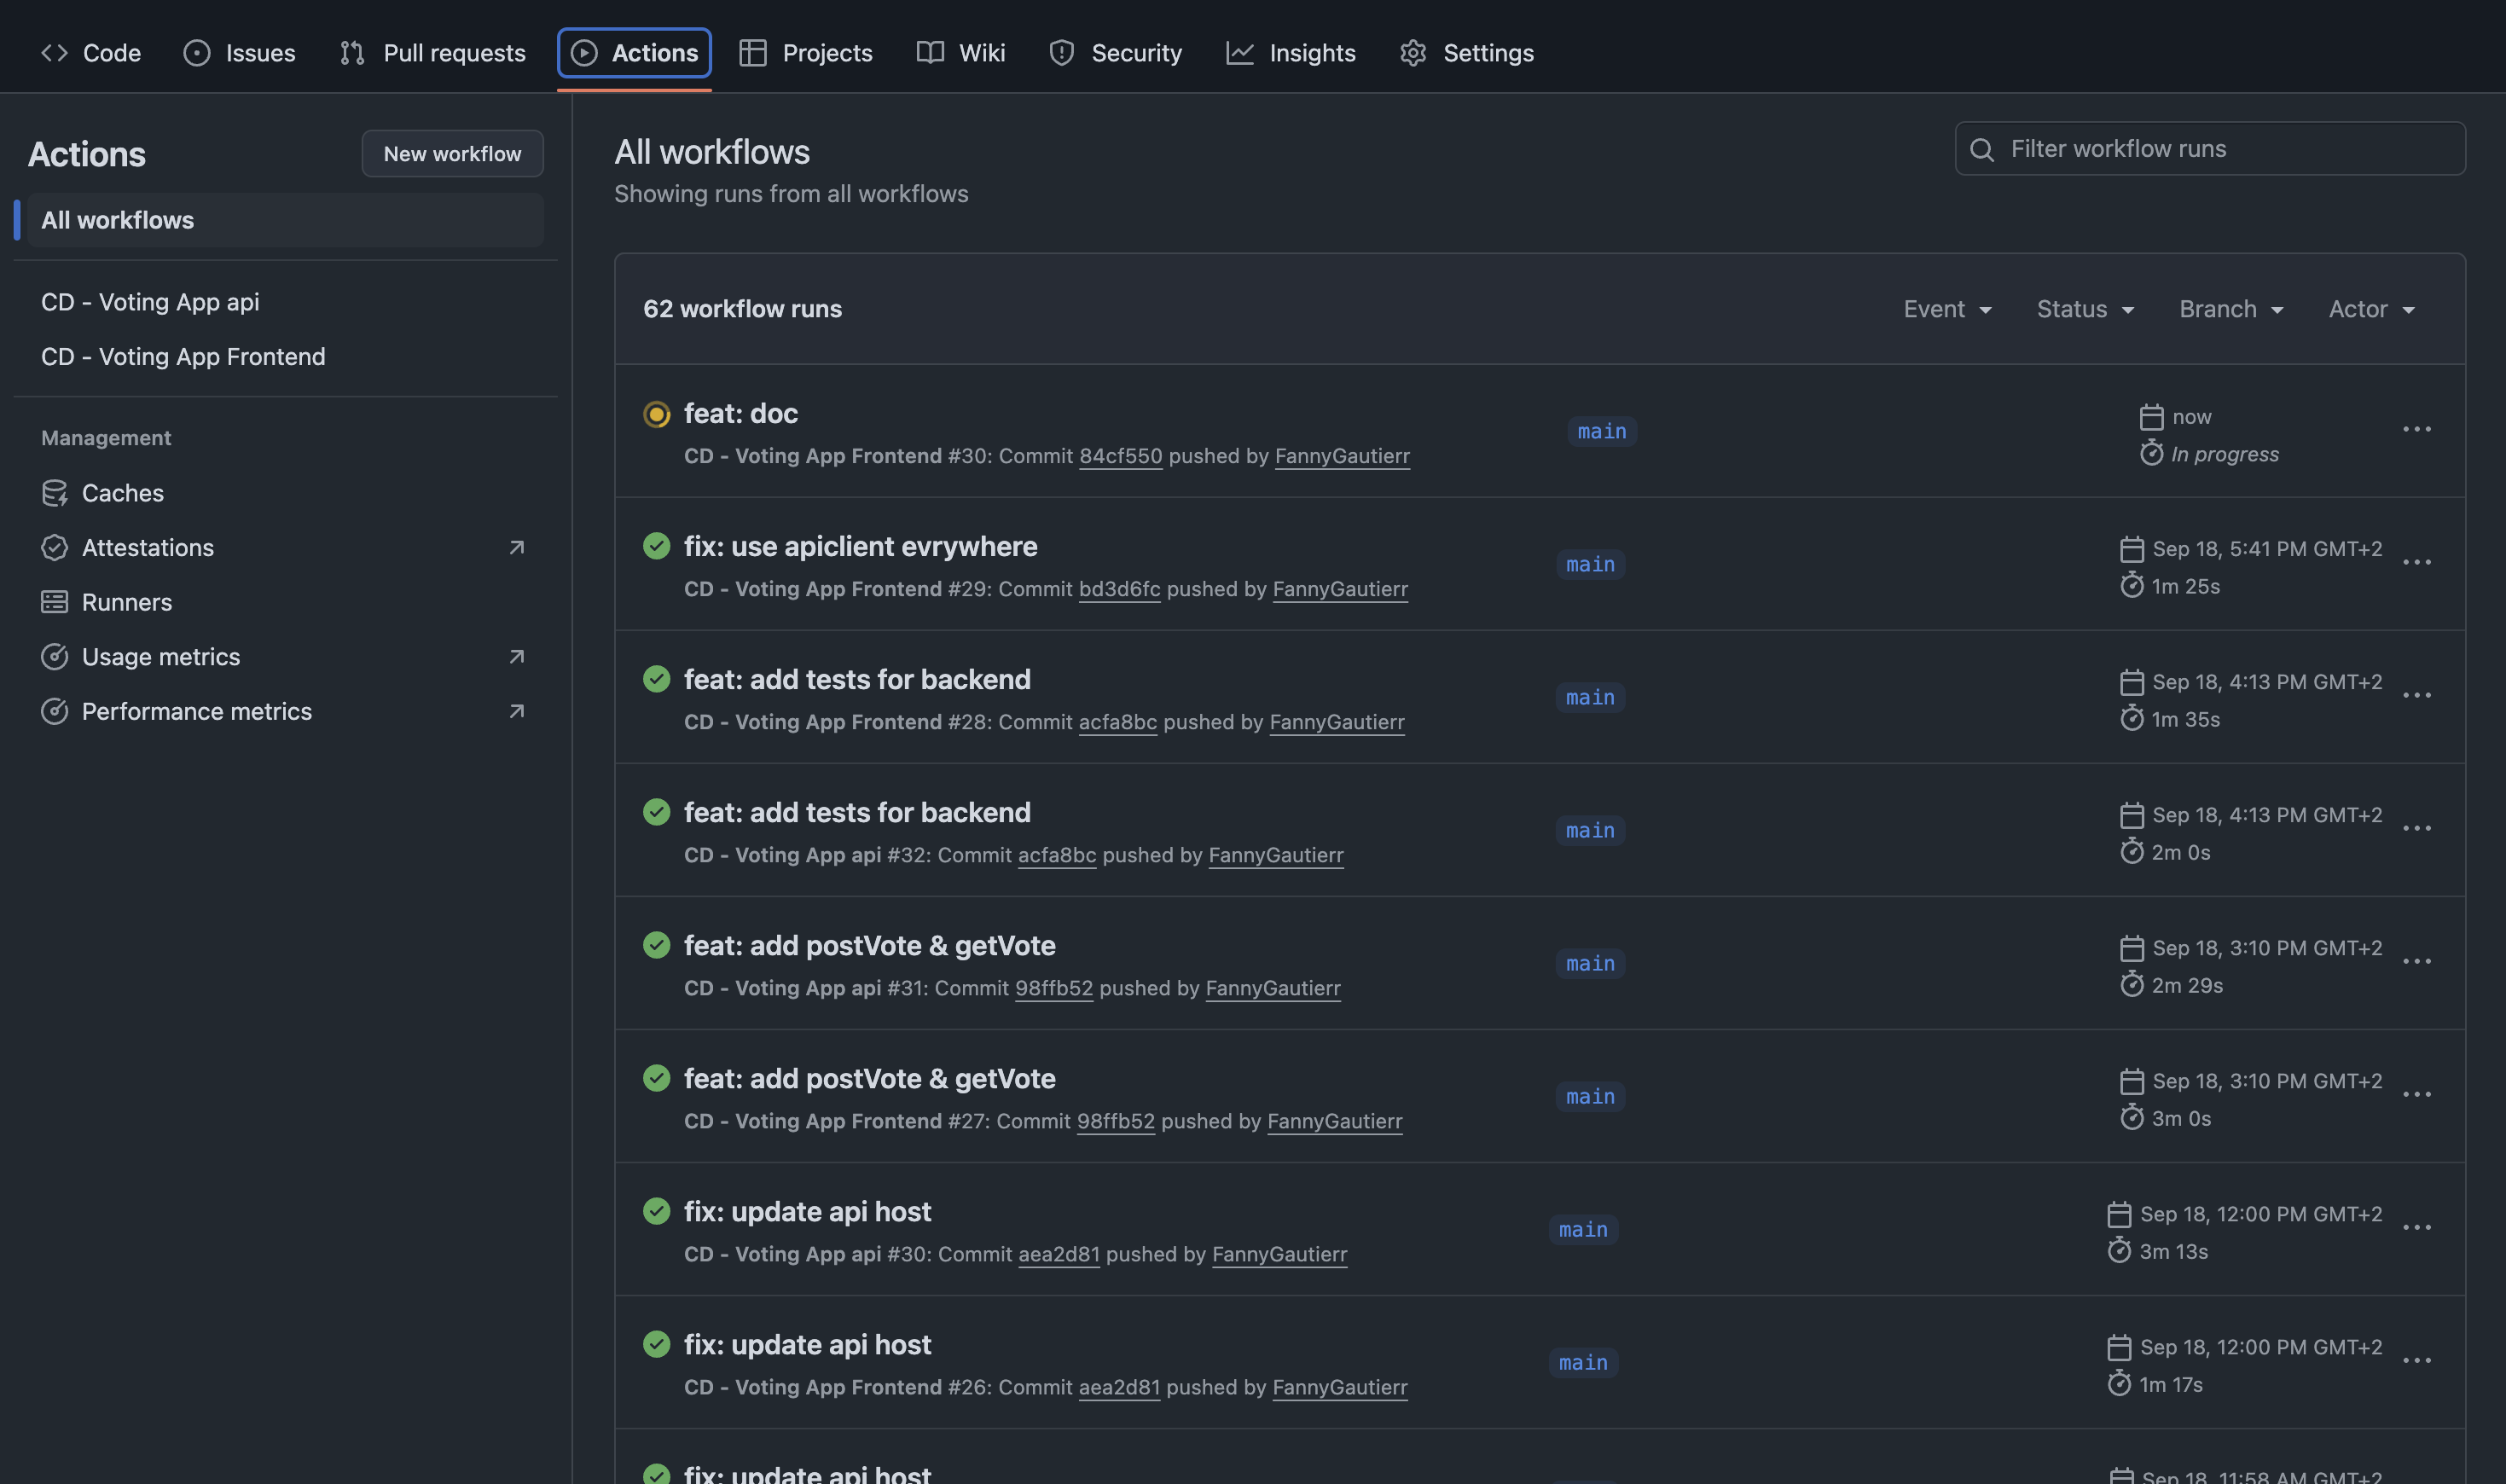 Code Issues Pull requests Actions Projects Wiki Security Insights Settings
Actions New workflow
All workflows
CD - Voting App api
CD - Voting App Frontend
Management
Caches
Attestations
Runners
Usage metrics
Performance metrics
All workflows
Filter workflow runs
Showing runs from all workflows
62 workflow runs Event Status Branch Actor
feat: doc
CD - Voting App Frontend #30: Commit 84cf550 pushed by FannyGautierr
main
now
In progress
fix: use apiclient evrywhere
CD - Voting App Frontend #29: Commit bd3d6fc pushed by FannyGautierr
main
Sep 18, 5:41 PM GMT+2
1m 25s
feat: add tests for backend
CD - Voting App Frontend #28: Commit acfa8bc pushed by FannyGautierr
main
Sep 18, 4:13 PM GMT+2
1m 35s
feat: add tests for backend
CD - Voting App api #32: Commit acfa8bc pushed by FannyGautierr
main
Sep 18, 4:13 PM GMT+2
2m 0s
feat: add postVote & getVote
CD - Voting App api #31: Commit 98ffb52 pushed by FannyGautierr
main
Sep 18, 3:10 PM GMT+2
2m 29s
feat: add postVote & getVote
CD - Voting App Frontend #27: Commit 98ffb52 pushed by FannyGautierr
main
Sep 18, 3:10 PM GMT+2
3m 0s
fix: update api host
CD - Voting App api #30: Commit aea2d81 pushed by FannyGautierr
main
Sep 18, 12:00 PM GMT+2
3m 13s
fix: update api host
CD - Voting App Frontend #26: Commit aea2d81 pushed by FannyGautierr
main
Sep 18, 12:00 PM GMT+2
1m 17s
fix: update api host
Sep 18, 11:58 AM GMT+2